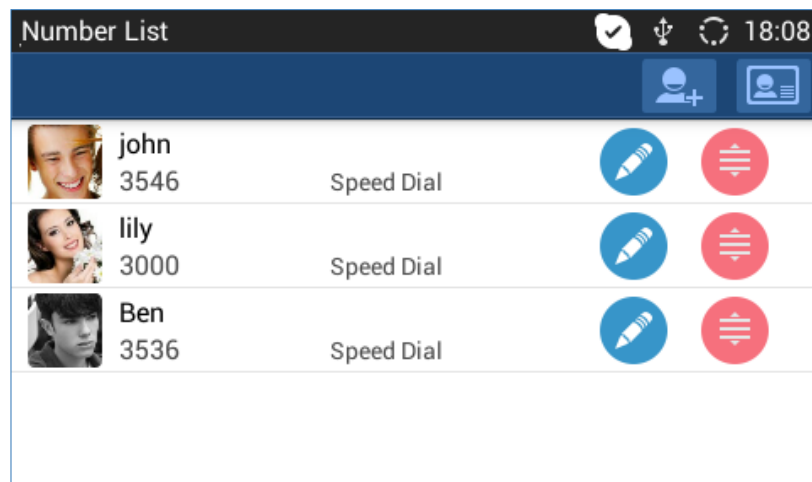 Number List 18:08
john
3546 Speed Dial
lily
3000 Speed Dial
Ben
3536 Speed Dial